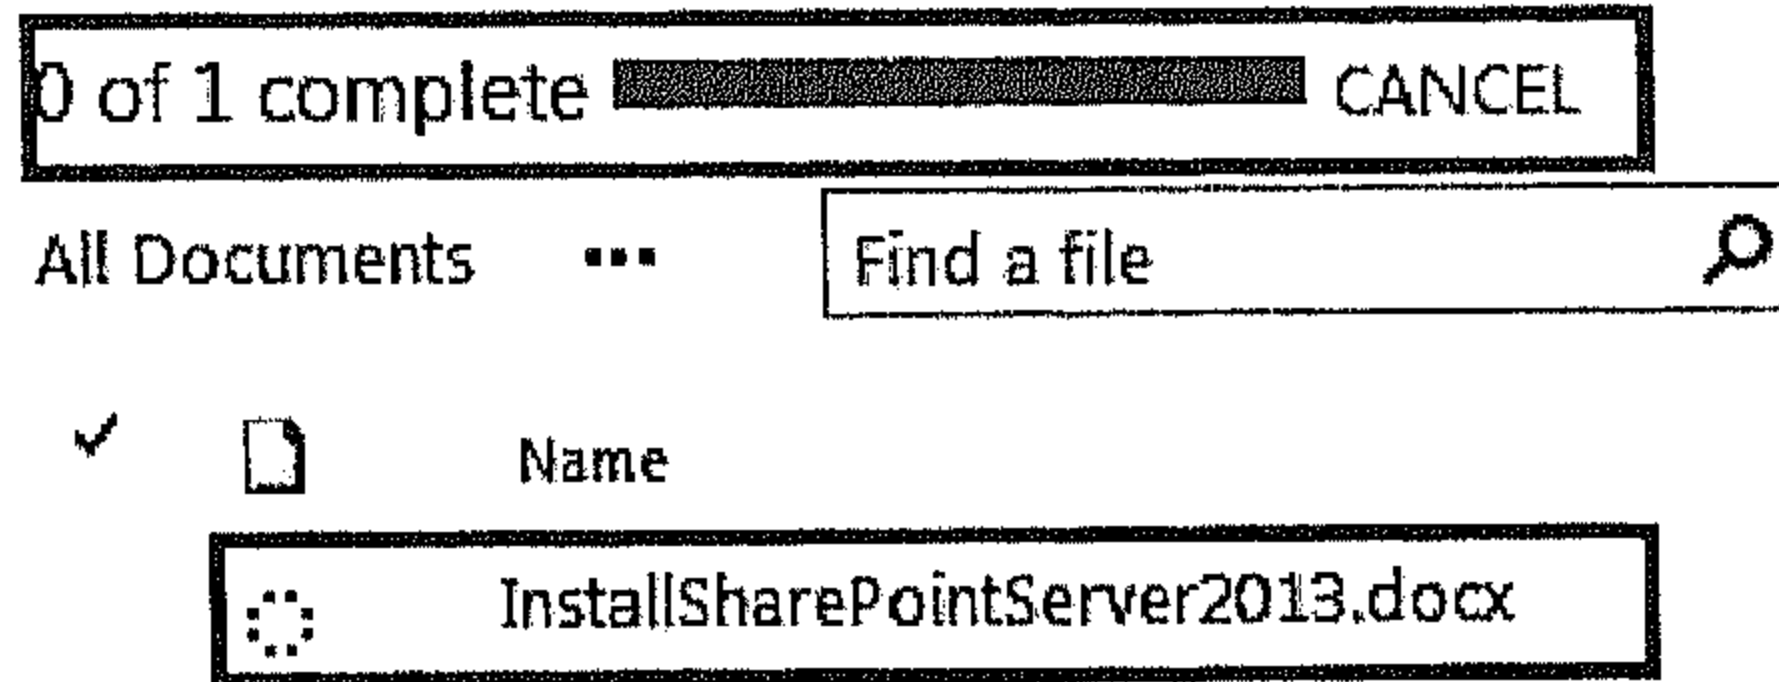 0 of 1 complete CANCEL
All Documents ... Find a file
Name
InstallSharePointServer2013.docx